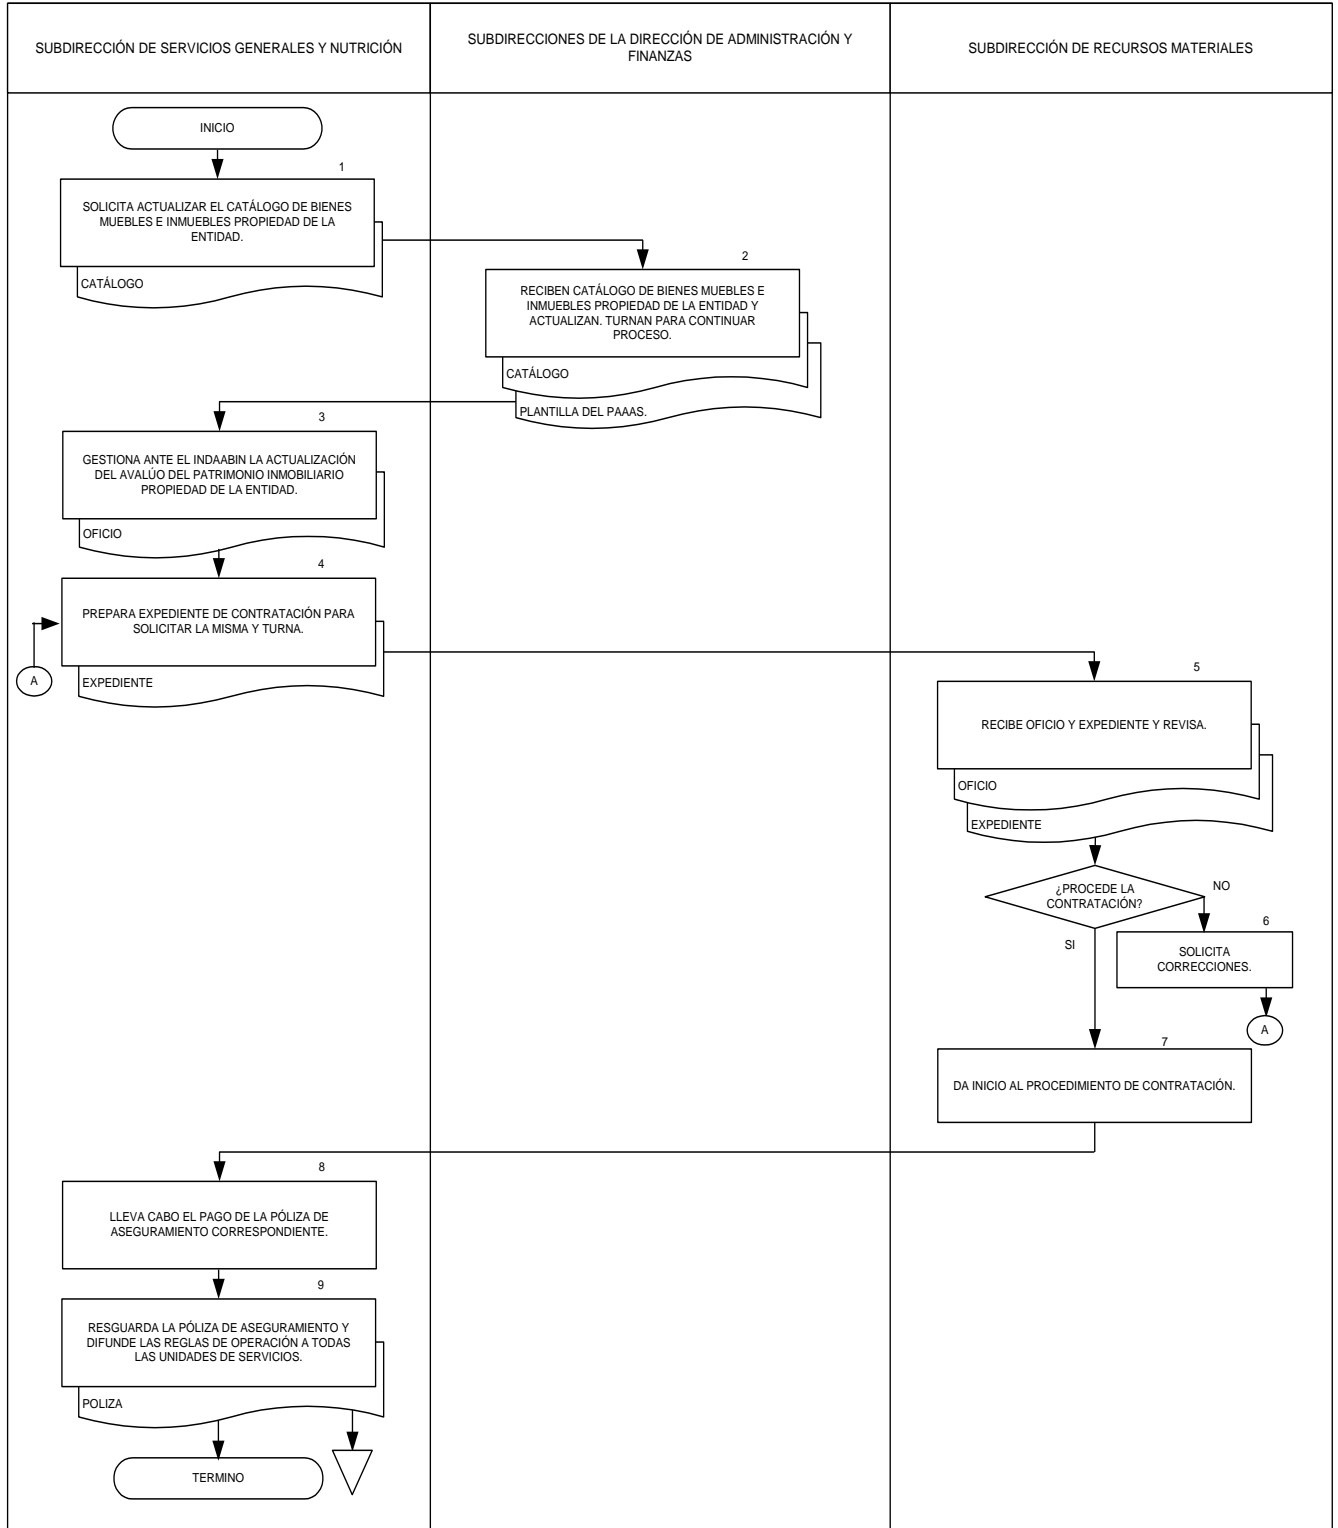 SUBDIRECCIÓN DE SERVICIOS GENERALES Y NUTRICIÓN
SUBDIRECCIONES DE LA DIRECCIÓN DE ADMINISTRACIÓN Y
FINANZAS
SUBDIRECCIÓN DE RECURSOS MATERIALES
INICIO
1
SOLICITA ACTUALIZAR EL CATÁLOGO DE BIENES
MUEBLES E INMUEBLES PROPIEDAD DE LA
ENTIDAD.
CATÁLOGO
2
RECIBEN CATÁLOGO DE BIENES MUEBLES E
INMUEBLES PROPIEDAD DE LA ENTIDAD Y
ACTUALIZAN. TURNAN PARA CONTINUAR
PROCESO.
CATÁLOGO
PLANTILLA DEL PAAAS.
3
GESTIONA ANTE EL INDAABIN LA ACTUALIZACIÓN
DEL AVALÚO DEL PATRIMONIO INMOBILIARIO
PROPIEDAD DE LA ENTIDAD.
OFICIO
4
PREPARA EXPEDIENTE DE CONTRATACIÓN PARA
SOLICITAR LA MISMA Y TURNA.
A
EXPEDIENTE
5
RECIBE OFICIO Y EXPEDIENTE Y REVISA.
OFICIO
EXPEDIENTE
¿PROCEDE LA
CONTRATACIÓN?
NO
SI
6
SOLICITA
CORRECCIONES.
A
7
DA INICIO AL PROCEDIMIENTO DE CONTRATACIÓN.
8
LLEVA CABO EL PAGO DE LA PÓLIZA DE
ASEGURAMIENTO CORRESPONDIENTE.
9
RESGUARDA LA PÓLIZA DE ASEGURAMIENTO Y
DIFUNDE LAS REGLAS DE OPERACIÓN A TODAS
LAS UNIDADES DE SERVICIOS.
POLIZA
TERMINO